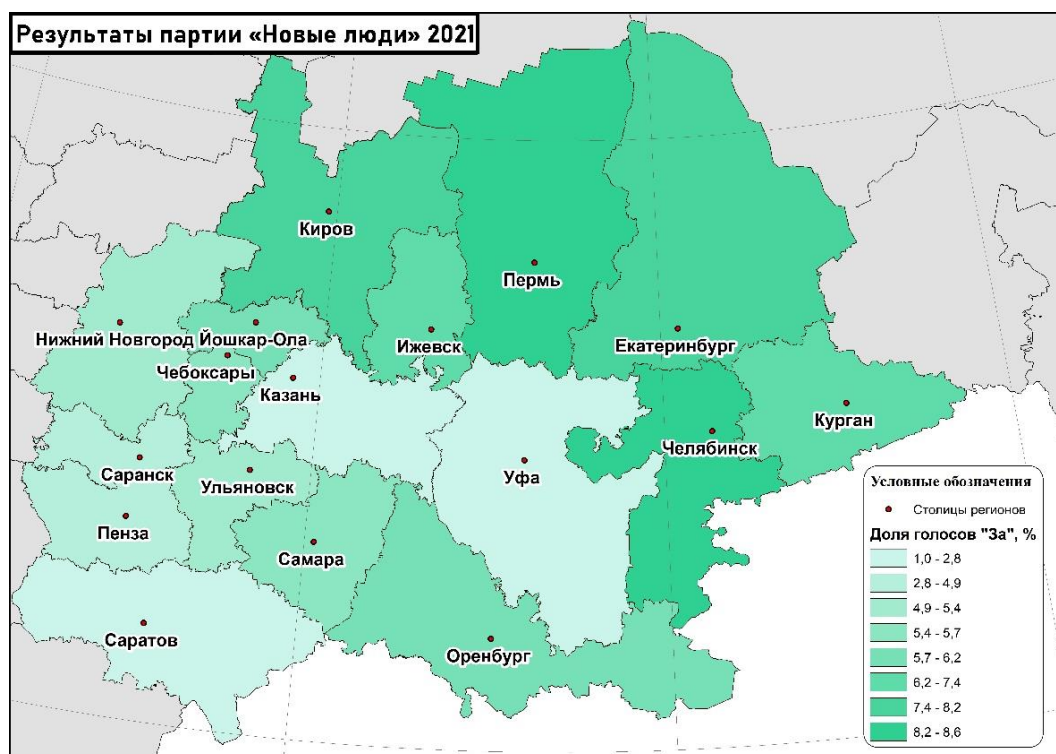 Результаты партии «Новые люди» 2021
Киров
Пермь
Нижний Новгород
Йошкар-Ола
Ижевск
Екатеринбург
Чебоксары
Казань
Курган
Челябинск
Уфа
Саранск
Ульяновск
Пенза
Самара
Саратов
Оренбург
Условные обозначения
Столицы регионов
Доля голосов "За", %
1,0 - 2,8
2,8 - 4,9
4,9 - 5,4
5,4 - 5,7
5,7 - 6,2
6,2 - 7,4
7,4 - 8,2
8,2 - 8,6